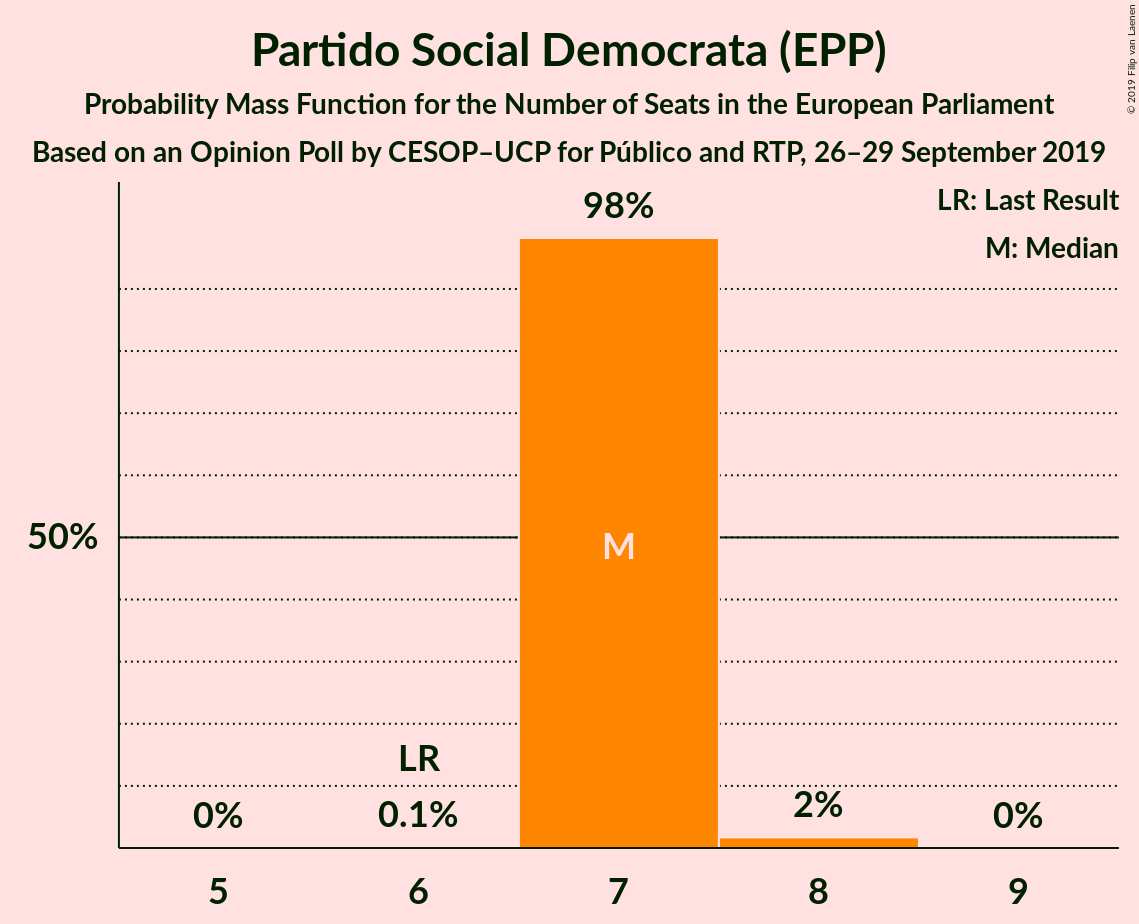 Partido Social Democrata (EPP)
Probability Mass Function for the Number of Seats in the European Parliament
Based on an Opinion Poll by CESOP–UCP for Público and RTP, 26–29 September 2019
© 2019 Filip van Laenen
LR: Last Result
M: Median
98%
50%
M
LR
0%
0.1%
2%
0%
5
6
7
8
9